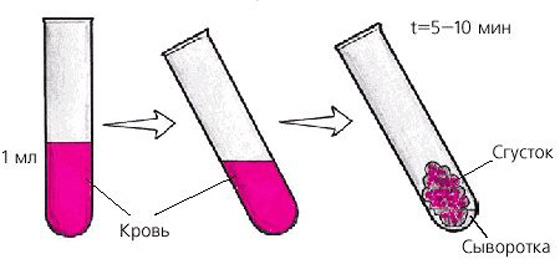 t=5–10 мин
1 мл
Сгусток
Кровь
Сыворотка